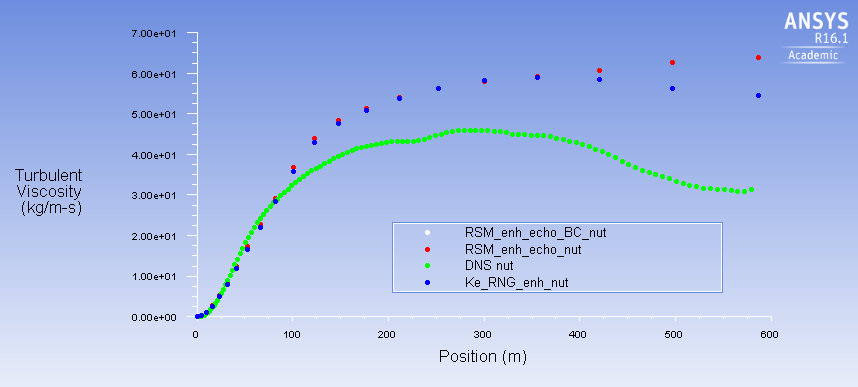 ANSYS
R16.1
Academic
7.00e+01
6.00e+01
5.00e+01
4.00e+01
3.00e+01
2.00e+01
1.00e+01
0.00e+00
Turbulent
Viscosity
(kg/m-s)
RSM_enh_echo_BC_nut
RSM_enh_echo_nut
DNS nut
Ke_RNG_enh_nut
0 100 200 300 400 500 600
Position (m)